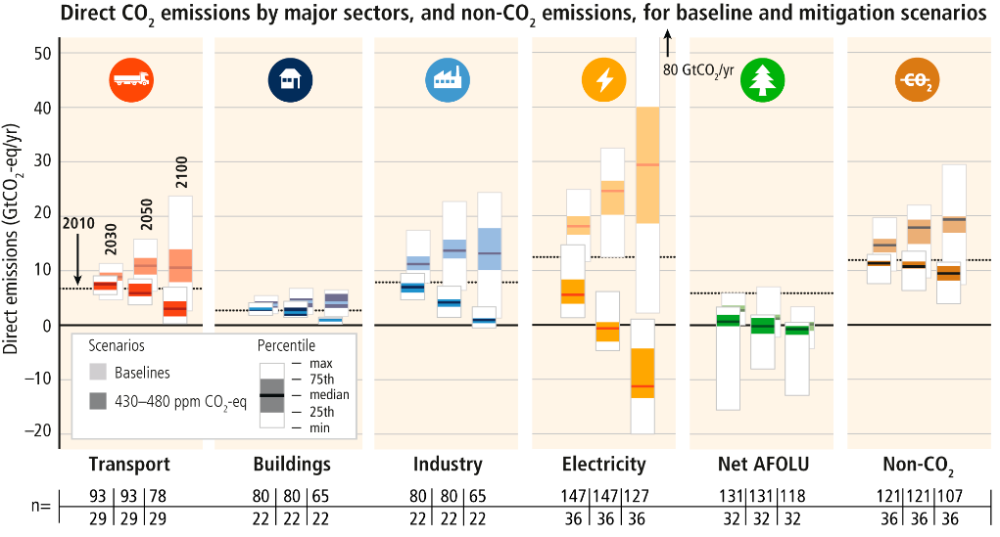 Direct CO₂ emissions by major sectors, and non-CO₂ emissions, for baseline and mitigation scenarios
Direct emissions (GtCO₂-eq/yr)
50
40
30
20
10
0
–10
–20
80 GtCO₂/yr
CO₂
2010
2030
2050
2100
Scenarios
Baselines
430–480 ppm CO₂-eq
Percentile
max
75th
median
25th
min
Transport Buildings Industry Electricity Net AFOLU Non-CO₂
n=
93 93 78 80 80 65 80 80 65 147 147 127 131 131 118 121 121 107
29 29 29 22 22 22 22 22 22 36 36 36 32 32 32 36 36 36